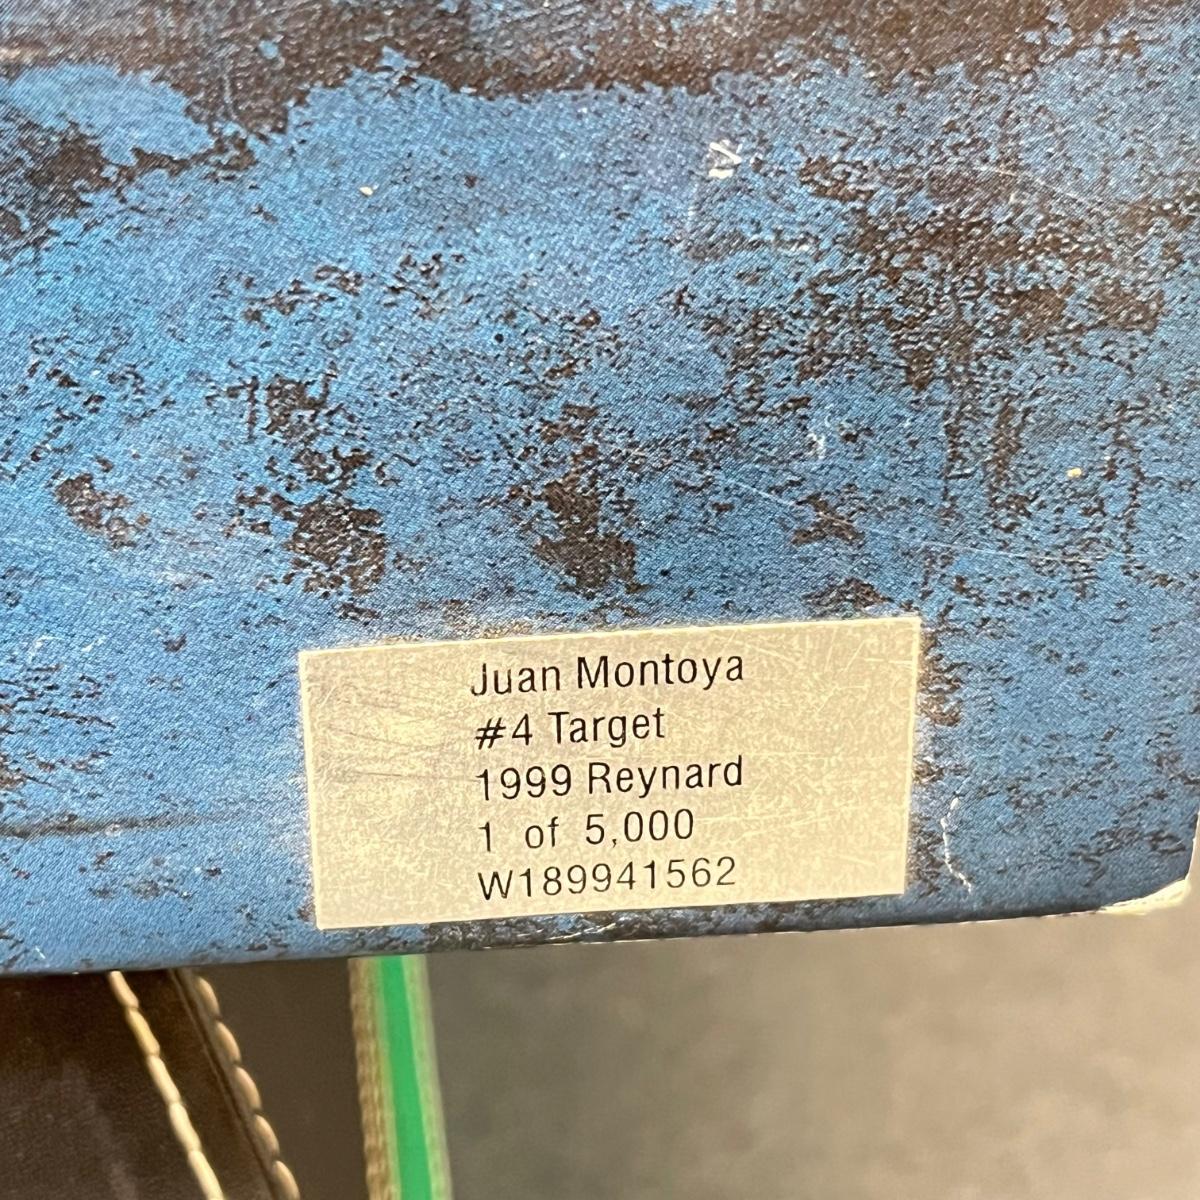 Juan Montoya
#4 Target
1999 Reynard
1 of 5,000
W189941562